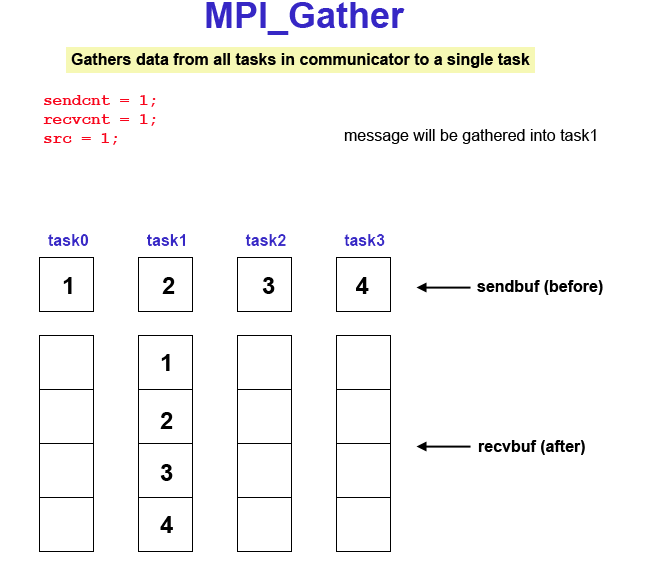 MPI_Gather
Gathers data from all tasks in communicator to a single task
sendcnt = 1;
recvcnt = 1;
src = 1;
message will be gathered into task1
task0 task1 task2 task3
1 2 3 4 sendbuf (before)
1
2
recvbuf (after)
3
4